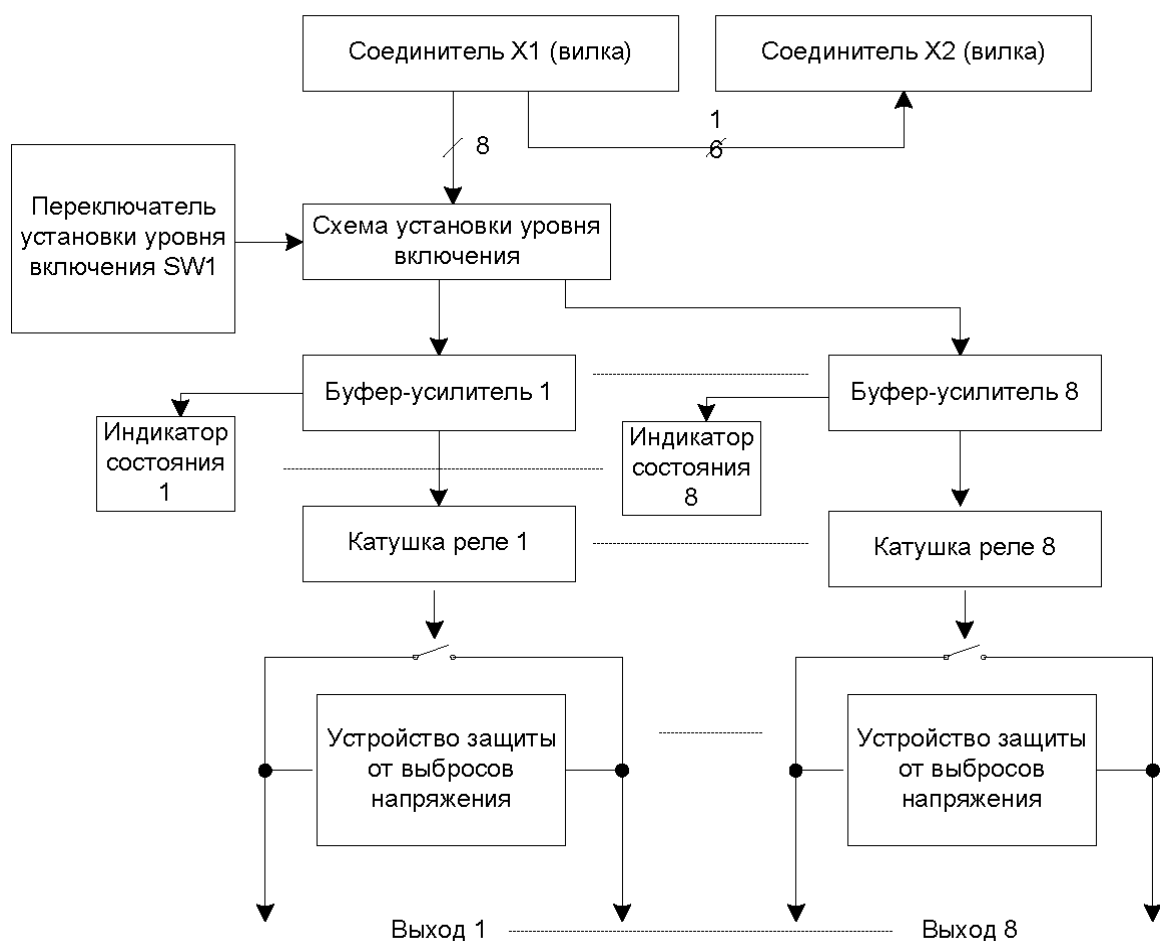 Соединитель X1 (вилка)
Соединитель X2 (вилка)
8
1
6
Переключатель
установки уровня
включения SW1
Схема установки уровня
включения
Буфер-усилитель 1
Буфер-усилитель 8
Индикатор
состояния
1
Индикатор
состояния
8
Катушка реле 1
Катушка реле 8
Устройство защиты
от выбросов
напряжения
Устройство защиты
от выбросов
напряжения
Выход 1
Выход 8